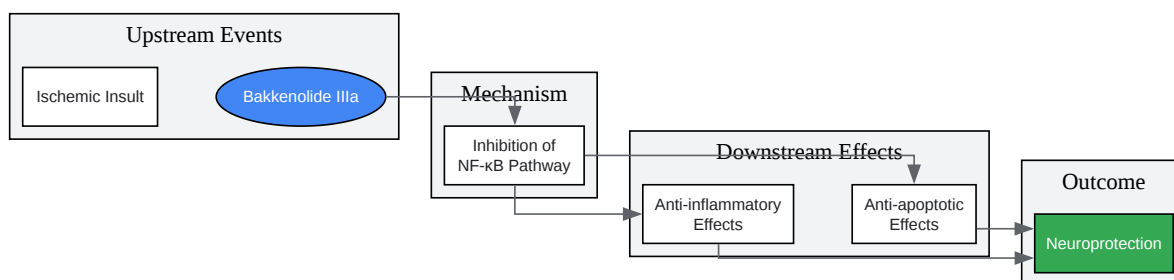 Upstream Events
Ischemic Insult
Bakkenolide IIIa
Mechanism
Inhibition of
NF-κB Pathway
Downstream Effects
Anti-inflammatory
Effects
Anti-apoptotic
Effects
Outcome
Neuroprotection